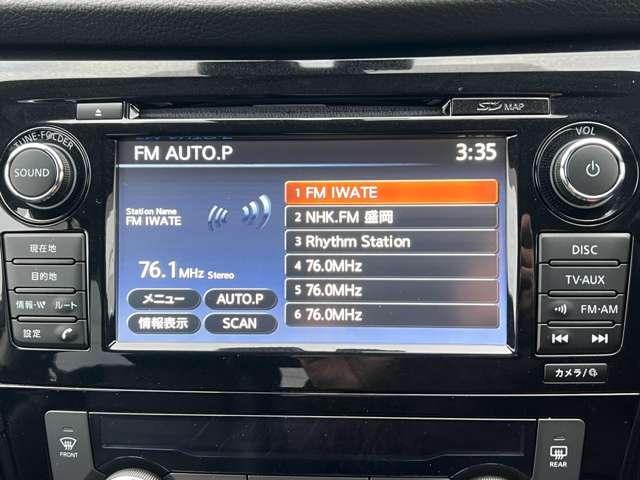 SD MAP
TUNE·FOLDER
SOUND
現在地
目的地
情報·VI ルート
設定
FM AUTO.P
3:35
Station Name
FM IWATE
76.1MHz Stereo
メニュー
AUTO.P
情報表示
SCAN
1 FM IWATE
2 NHK.FM 盛岡
3 Rhythm Station
4 76.0MHz
5 76.0MHz
6 76.0MHz
VOL
DISC
TV·AUX
FM·AM
カメラ/
FRONT
REAR